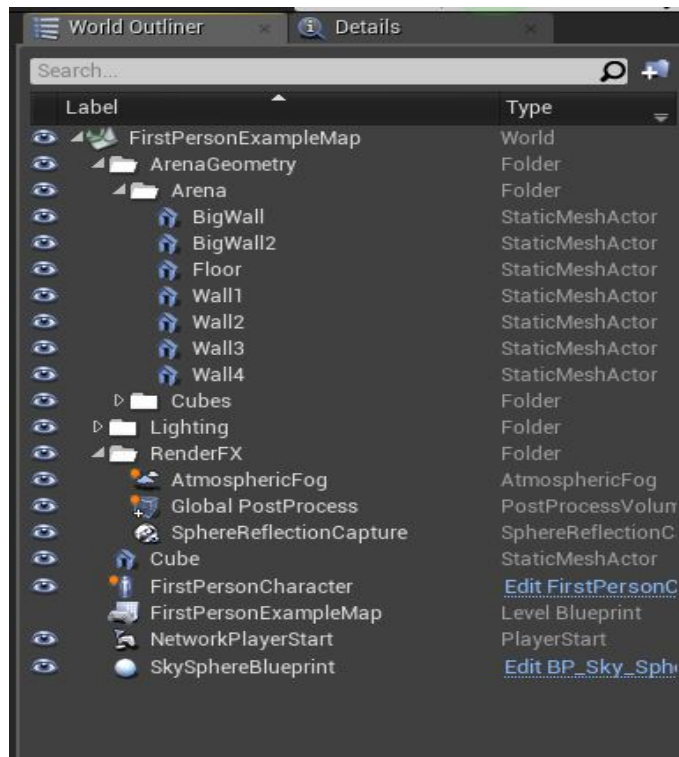 World Outliner Details
Search...
Label Type
FirstPersonExampleMap World
ArenaGeometry Folder
Arena Folder
BigWall StaticMeshActor
BigWall2 StaticMeshActor
Floor StaticMeshActor
Wall1 StaticMeshActor
Wall2 StaticMeshActor
Wall3 StaticMeshActor
Wall4 StaticMeshActor
Cubes Folder
Lighting Folder
RenderFX Folder
AtmosphericFog AtmosphericFog
Global PostProcess PostProcessVolum
SphereReflectionCapture SphereReflectionC
Cube StaticMeshActor
FirstPersonCharacter Edit FirstPersonC
FirstPersonExampleMap Level Blueprint
NetworkPlayerStart PlayerStart
SkySphereBlueprint Edit BP_Sky_Sph